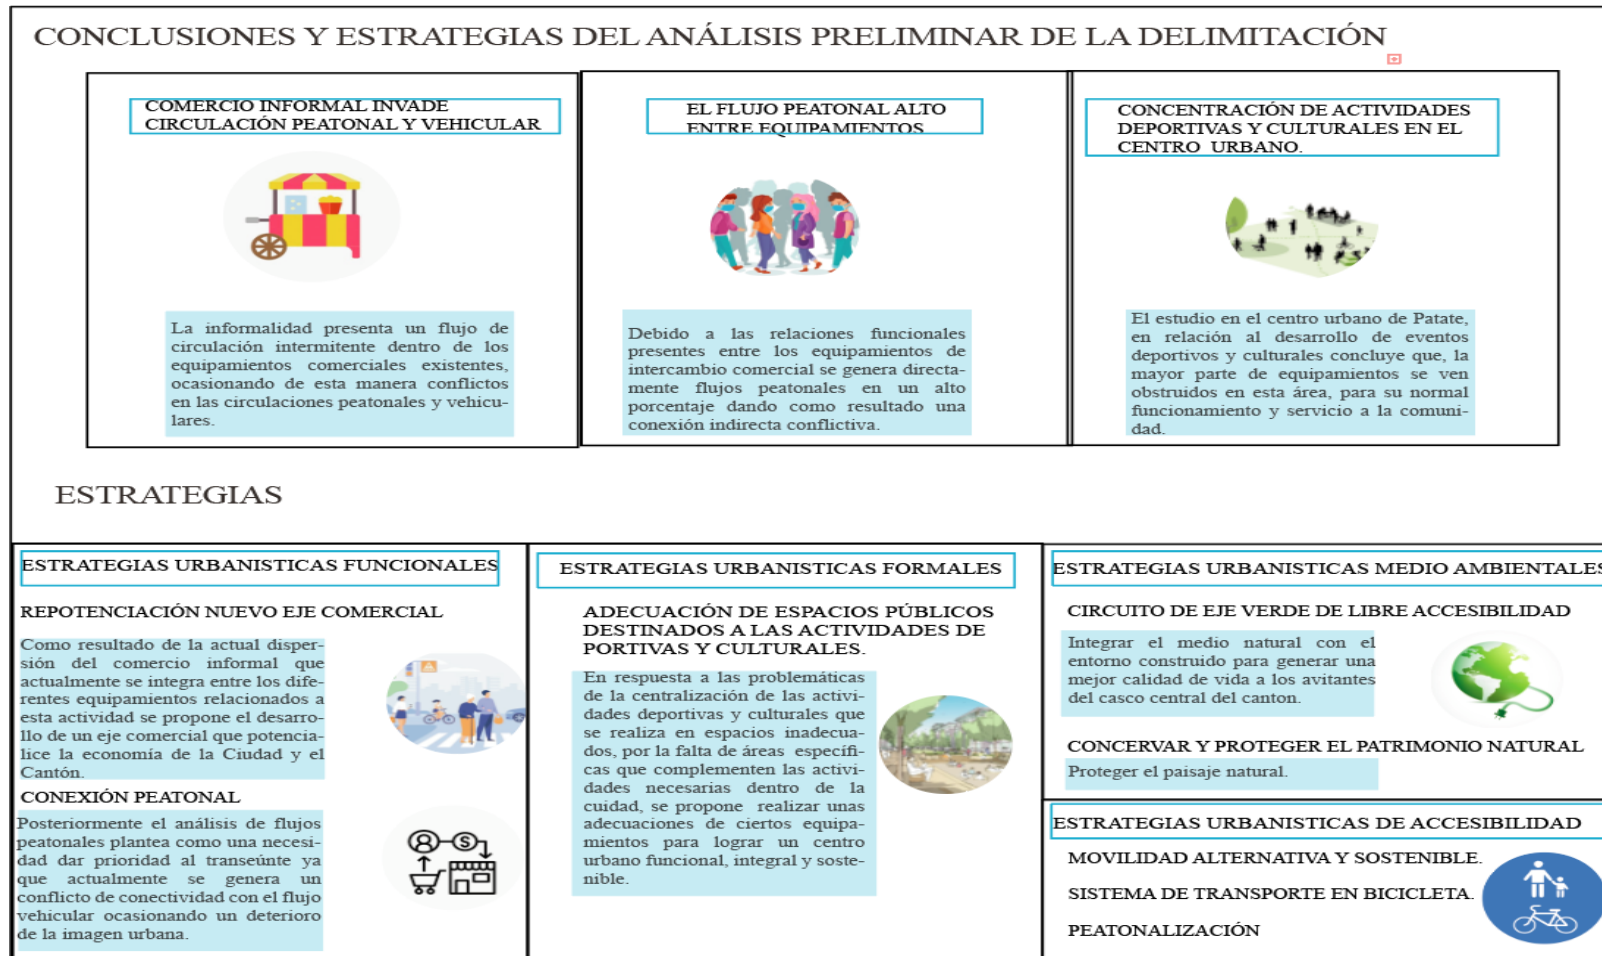 CONCLUSIONES Y ESTRATEGIAS DEL ANÁLISIS PRELIMINAR DE LA DELIMITACIÓN
COMERCIO INFORMAL INVADE
CIRCULACIÓN PEATONAL Y VEHICULAR
La informalidad presenta un flujo de
circulación intermitente dentro de los
equipamientos comerciales existentes,
ocasionando de esta manera conflictos
en las circulaciones peatonales y vehicu-
lares.
EL FLUJO PEATONAL ALTO
ENTRE EQUIPAMIENTOS
Debido a las relaciones funcionales
presentes entre los equipamientos de
intercambio comercial se genera directa-
mente flujos peatonales en un alto
porcentaje dando como resultado una
conexión indirecta conflictiva.
CONCENTRACIÓN DE ACTIVIDADES
DEPORTIVAS Y CULTURALES EN EL
CENTRO URBANO.
El estudio en el centro urbano de Patate,
en relación al desarrollo de eventos
deportivos y culturales concluye que, la
mayor parte de equipamientos se ven
obstruidos en esta área, para su normal
funcionamiento y servicio a la comuni-
dad.
ESTRATEGIAS
ESTRATEGIAS URBANISTICAS FUNCIONALES
REPOTENCIACIÓN NUEVO EJE COMERCIAL
Como resultado de la actual disper-
sión del comercio informal que
actualmente se integra entre los dife-
rentes equipamientos relacionados a
esta actividad se propone el desarro-
llo de un eje comercial que potencia-
lice la economía de la Ciudad y el
Cantón.
CONEXIÓN PEATONAL
Posteriormente el análisis de flujos
peatonales plantea como una necesi-
dad dar prioridad al transeúnte ya
que actualmente se genera un
conflicto de conectividad con el flujo
vehicular ocasionando un deterioro
de la imagen urbana.
S
ESTRATEGIAS URBANISTICAS FORMALES
ADECUACIÓN DE ESPACIOS PÚBLICOS
DESTINADOS A LAS ACTIVIDADES DE
PORTIVAS Y CULTURALES.
En respuesta a las problemáticas
de la centralización de las activi-
dades deportivas y culturales que
se realiza en espacios inadecua-
dos, por la falta de áreas específi-
cas que complementen las activi-
dades necesarias dentro de la
cuidad, se propone realizar unas
adecuaciones de ciertos equipa-
mientos para lograr un centro
urbano funcional, integral y soste-
nible.
ESTRATEGIAS URBANISTICAS MEDIO AMBIENTALES
CIRCUITO DE EJE VERDE DE LIBRE ACCESIBILIDAD
Integrar el medio natural con el
entorno construido para generar una
mejor calidad de vida a los avitantes
del casco central del canton.
CONCERVAR Y PROTEGER EL PATRIMONIO NATURAL
Proteger el paisaje natural.
ESTRATEGIAS URBANISTICAS DE ACCESIBILIDAD
MOVILIDAD ALTERNATIVA Y SOSTENIBLE.
SISTEMA DE TRANSPORTE EN BICICLETA.
PEATONALIZACIÓN